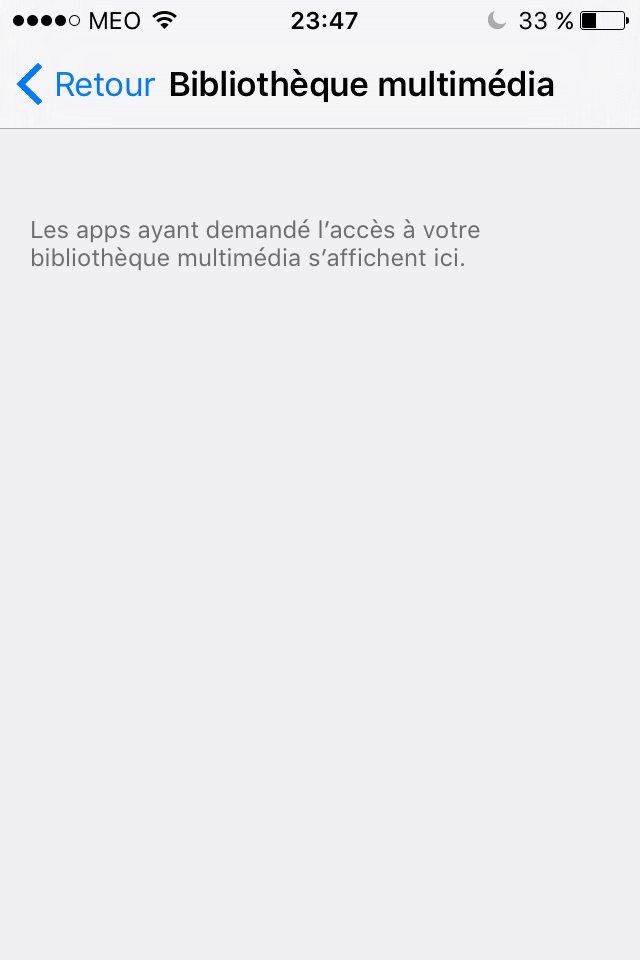 MEO 23:47 33 %
Retour Bibliothèque multimédia
Les apps ayant demandé l’accès à votre
bibliothèque multimédia s’affichent ici.